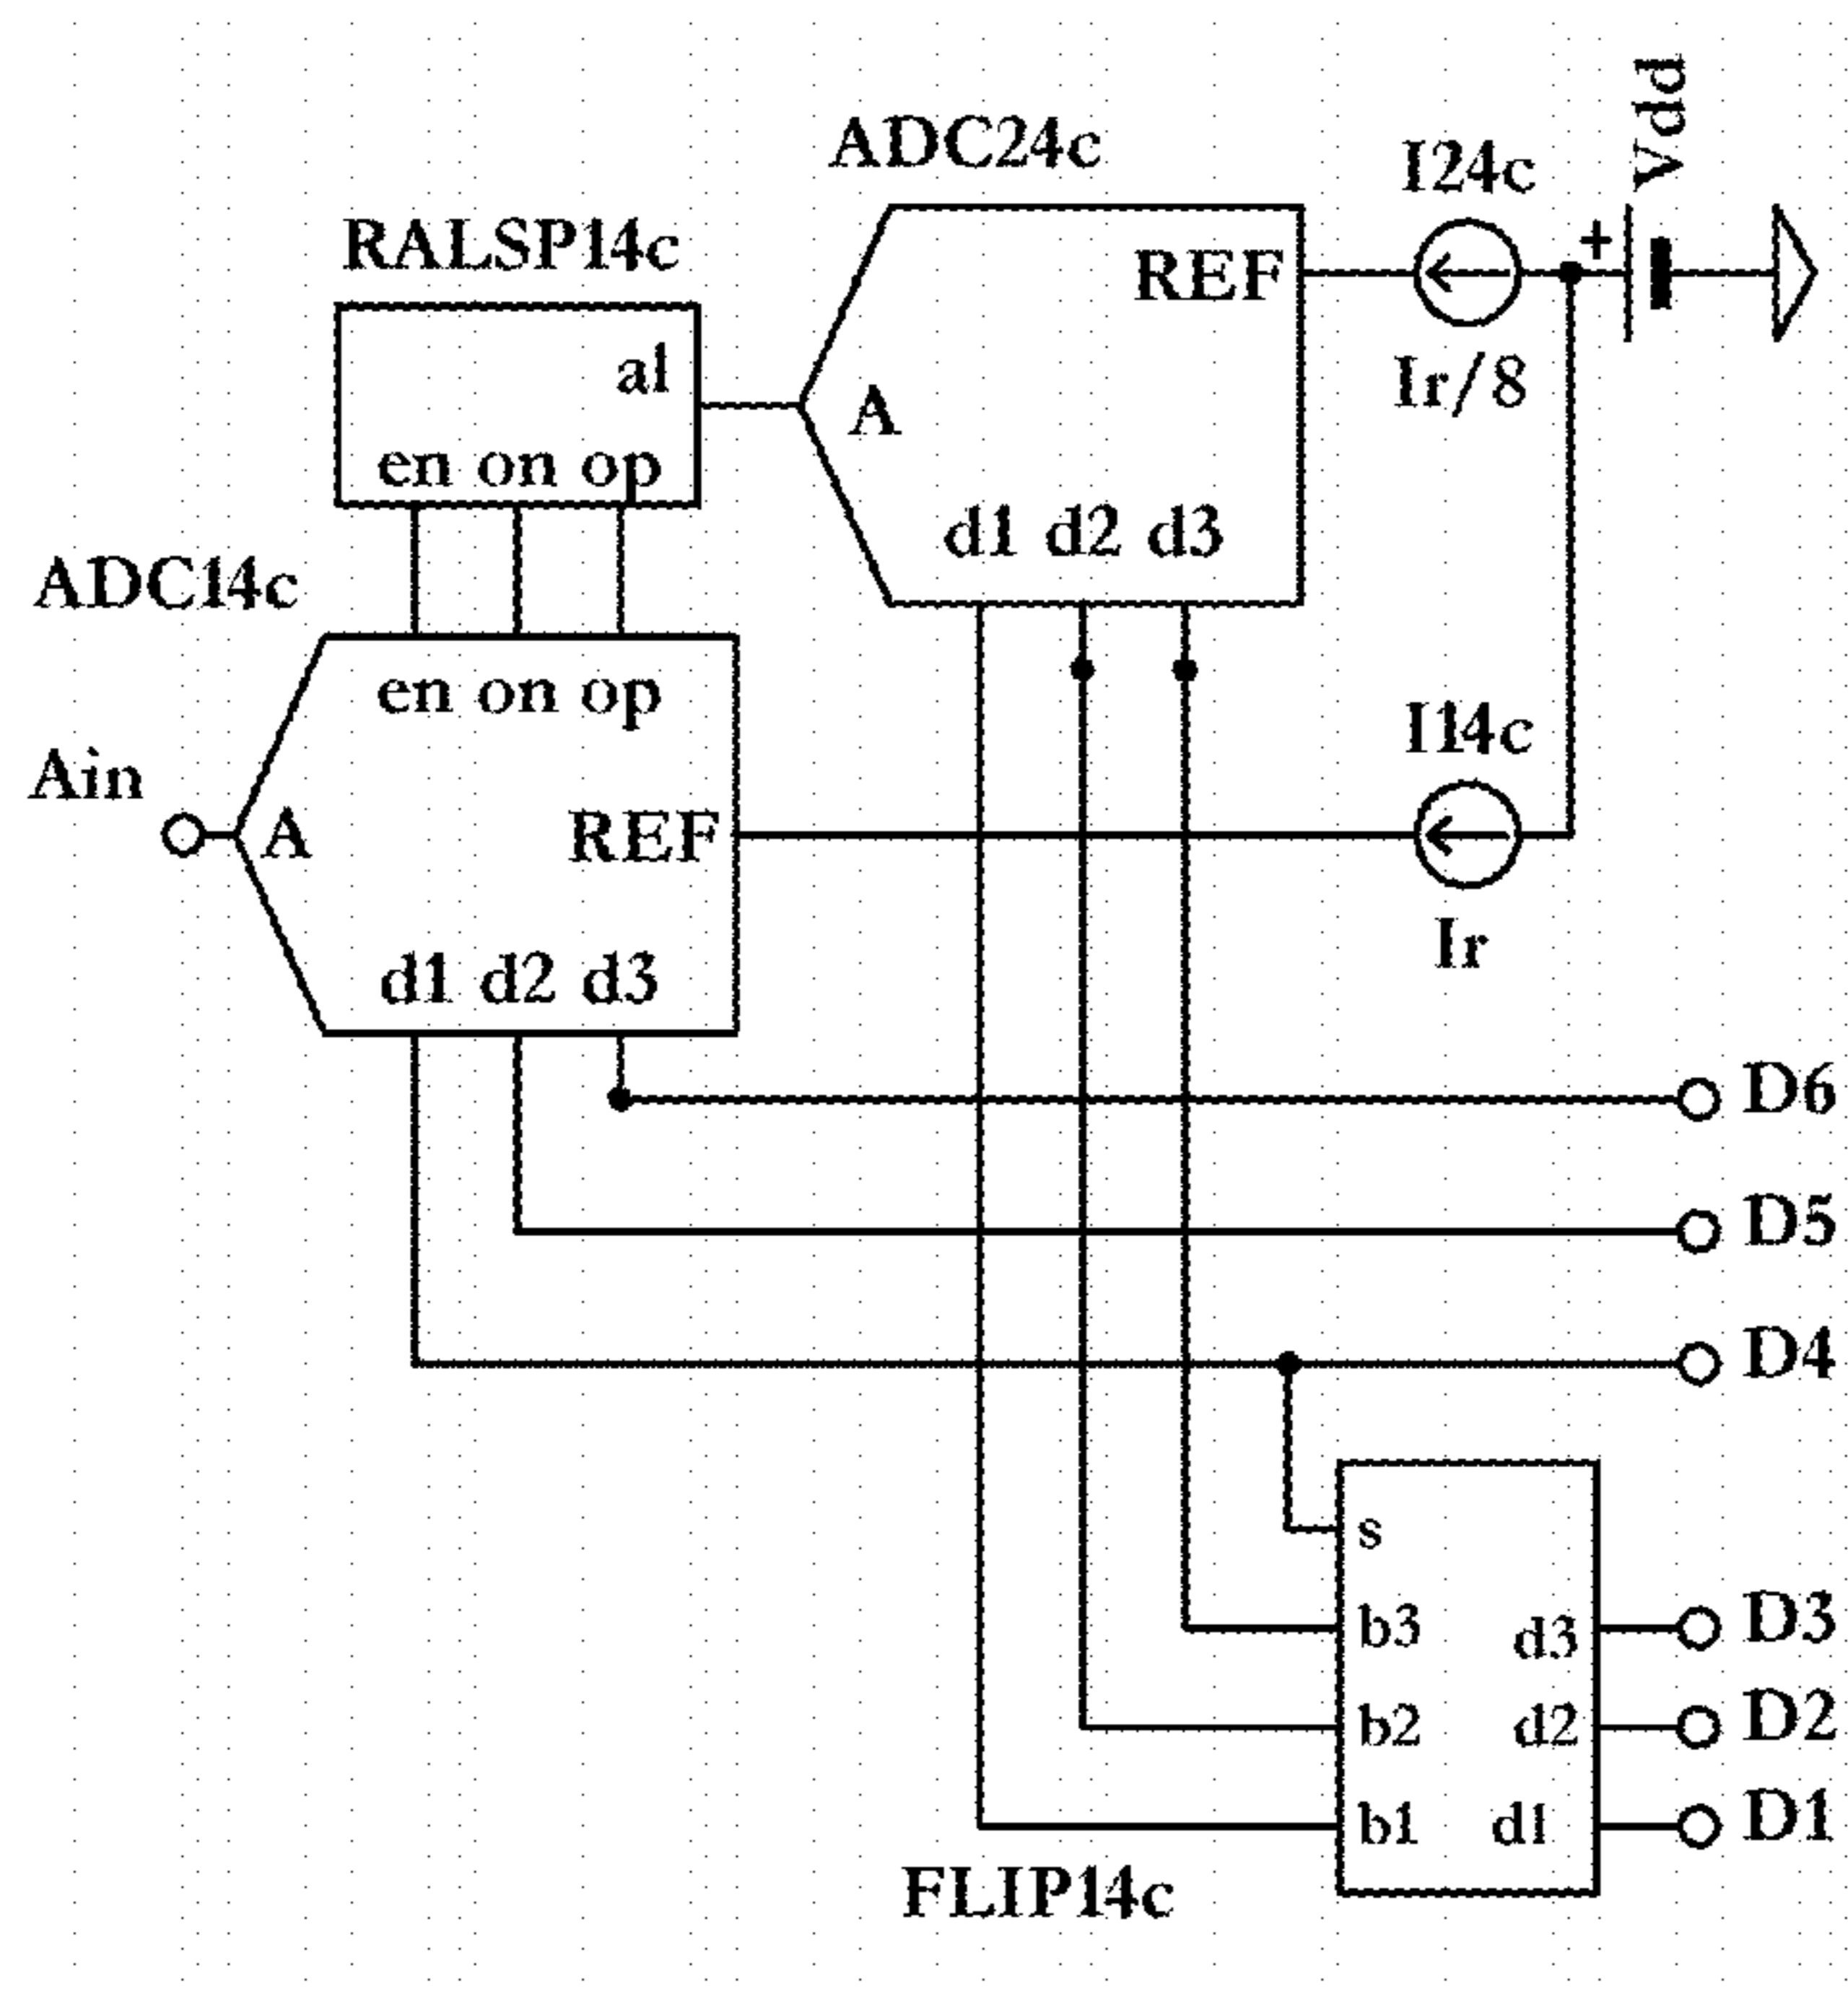 Vdd
ADC24c
I24c
RALSP14c
+
REF
al
A
Ir/8
en on op
d1 d2 d3
ADC14c
en on op
I14c
Ain
A
REF
Ir
d1 d2 d3
D6
D5
D4
s
b3
d3
D3
b2
d2
D2
b1
d1
D1
FLIP14c